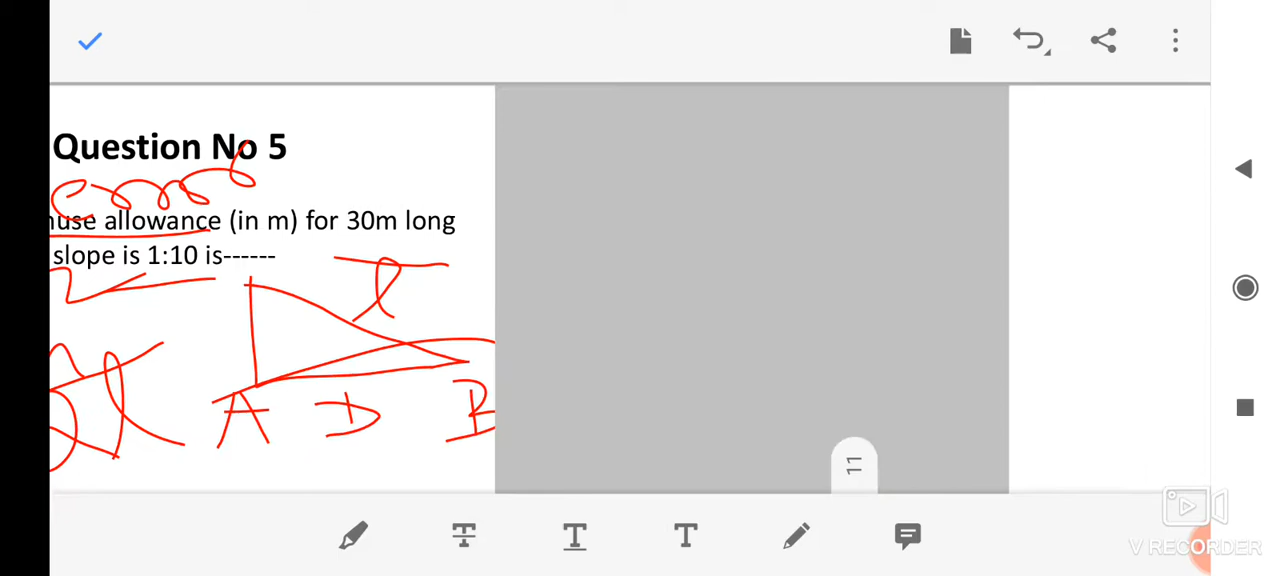 Question No 5
nuse allowance (in m) for 30m long
slope is 1:10 is------
l
A D B
11
V RECORDER